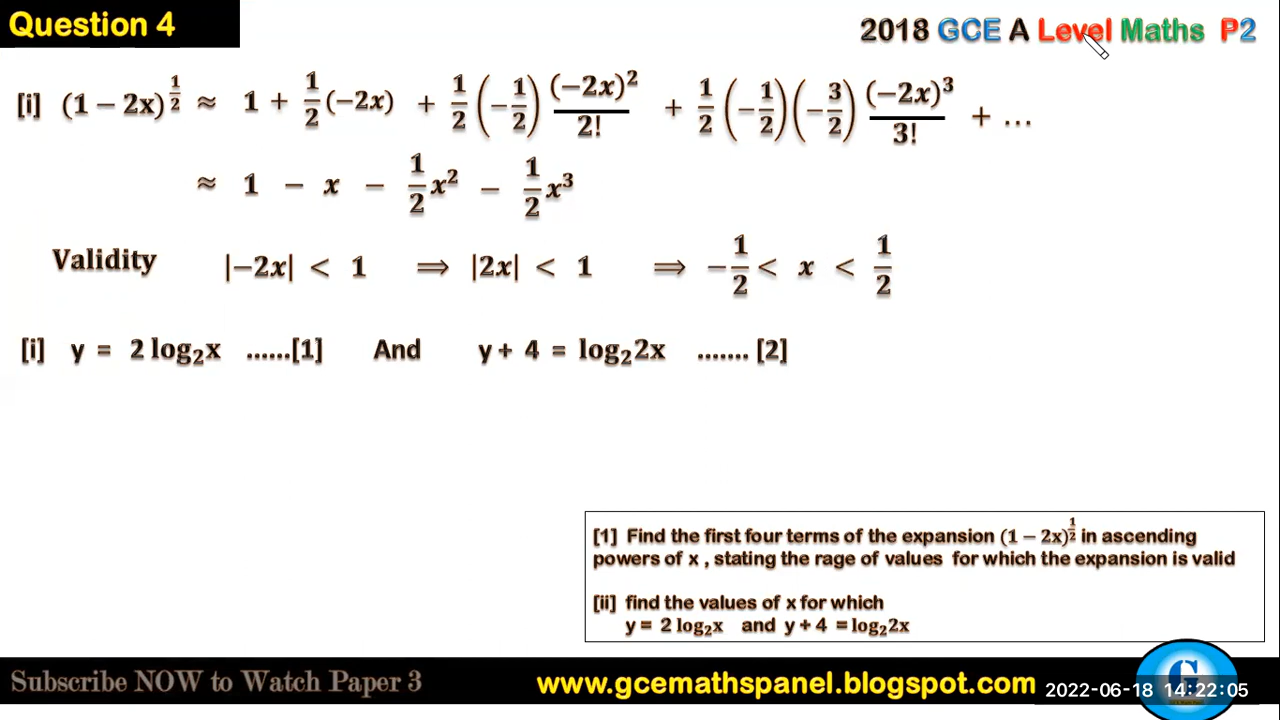 Question 4
2018 GCE A Level Maths P2
[i] (1 − 2x)^{1/2} ≈ 1 + 1/2 (−2x) + 1/2 (−1/2) (−2x)²/2! + 1/2 (−1/2)(−3/2) (−2x)³/3! + ...
≈ 1 − x − 1/2 x² − 1/2 x³
Validity |−2x| < 1 ⟹ |2x| < 1 ⟹ −1/2 < x < 1/2
[i] y = 2 log₂x ......[1] And y + 4 = log₂2x ....... [2]
[1] Find the first four terms of the expansion (1 − 2x)^{1/2} in ascending
powers of x , stating the rage of values for which the expansion is valid
[ii] find the values of x for which
y = 2 log₂x and y + 4 = log₂2x
Subscribe NOW to Watch Paper 3
www.gcemathspanel.blogspot.com
G
2022-06-18 14:22:05